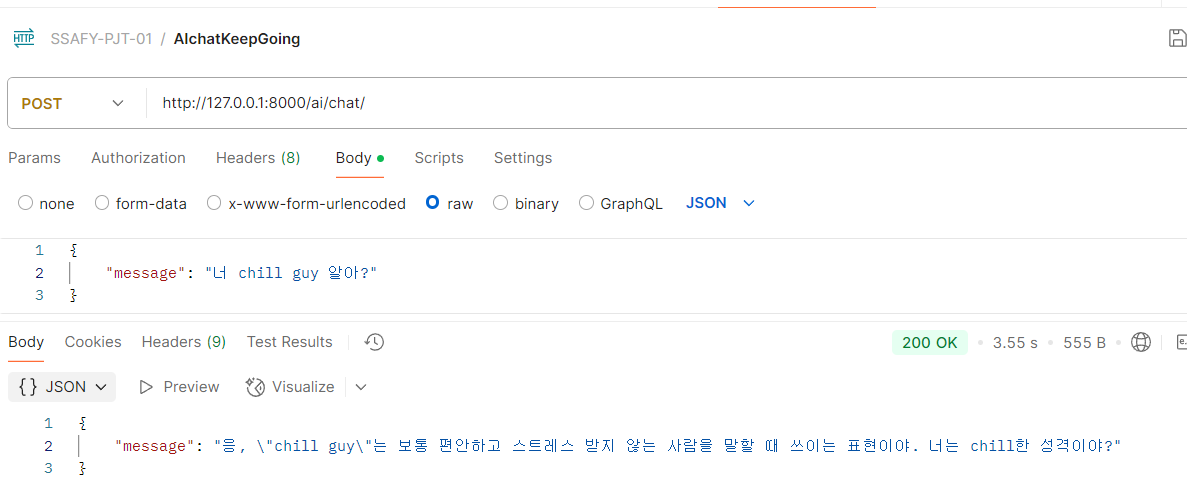 HTTP SSAFY-PJT-01 / AIchatKeepGoing
POST http://127.0.0.1:8000/ai/chat/
Params Authorization Headers (8) Body Scripts Settings
none form-data x-www-form-urlencoded raw binary GraphQL JSON
1 {
2 "message": "너 chill guy 알아?"
3 }
Body Cookies Headers (9) Test Results 200 OK • 3.55 s • 555 B •
{} JSON Preview Visualize
1 {
2 "message": "응, \"chill guy\"는 보통 편안하고 스트레스 받지 않는 사람을 말할 때 쓰이는 표현이야. 너는 chill한 성격이야?"
3 }